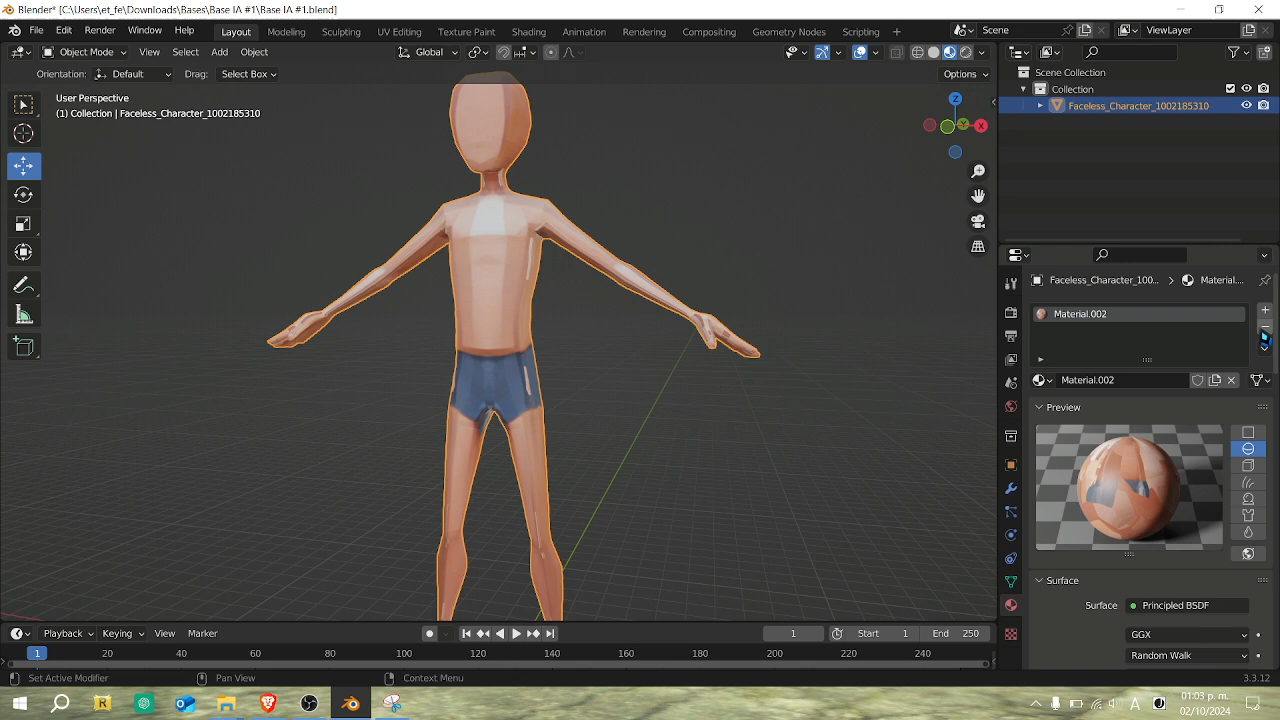 Blender* [C:\Users\et_fe\Downloads\Bases\Base IA #1\Base IA #1.blend]
File Edit Render Window Help Layout Modeling Sculpting UV Editing Texture Paint Shading Animation Rendering Compositing Geometry Nodes Scripting + Scene ViewLayer
Object Mode View Select Add Object Global
Orientation: Default Drag: Select Box Options
User Perspective
(1) Collection | Faceless_Character_1002185310
Z
Y
X
Scene Collection
Collection
Faceless_Character_1002185310
Faceless_Character_100... > Material....
Material.002
Material.002
Preview
Surface
Surface Principled BSDF
GGX
Random Walk
Playback Keying View Marker 1 Start 1 End 250
1 20 40 60 80 100 120 140 160 180 200 220 240
Set Active Modifier Pan View Context Menu 3.3.12
R A 01:03 p. m.
02/10/2024